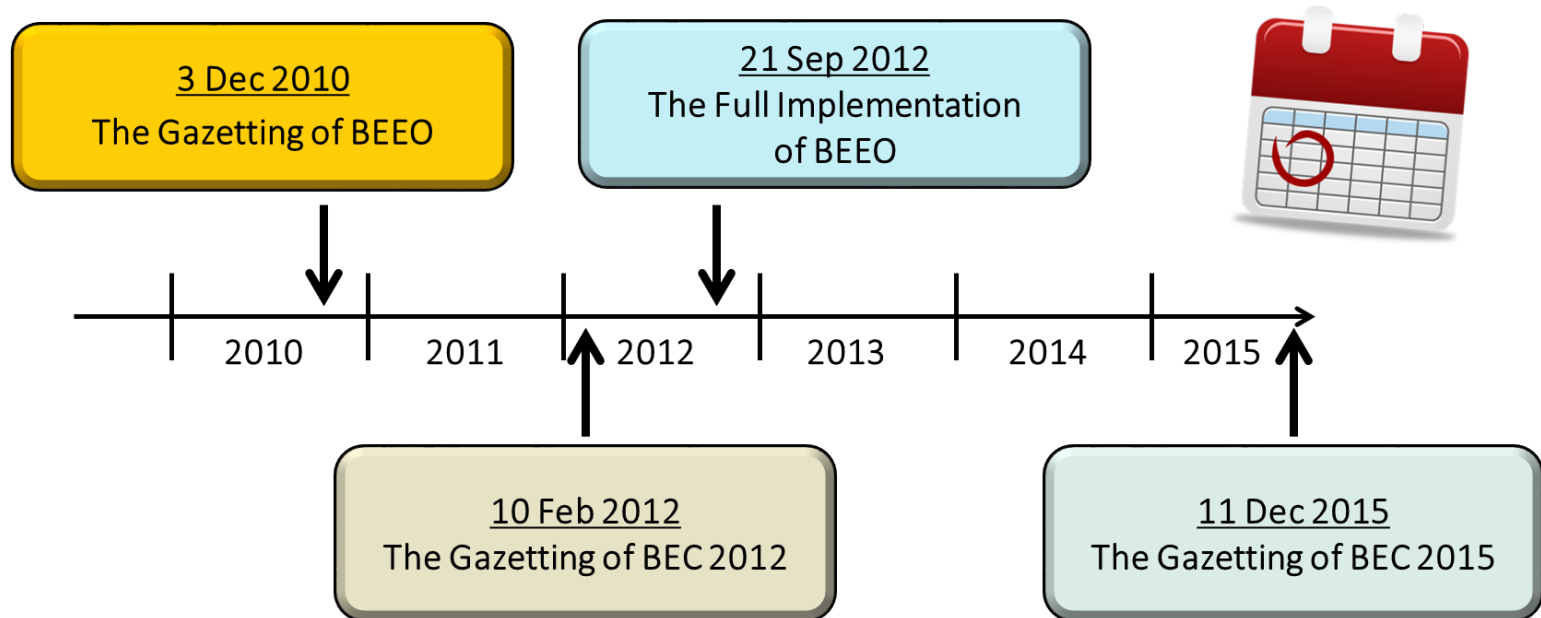 3 Dec 2010
The Gazetting of BEEO
21 Sep 2012
The Full Implementation
of BEEO
2010
2011
2012
2013
2014
2015
10 Feb 2012
The Gazetting of BEC 2012
11 Dec 2015
The Gazetting of BEC 2015